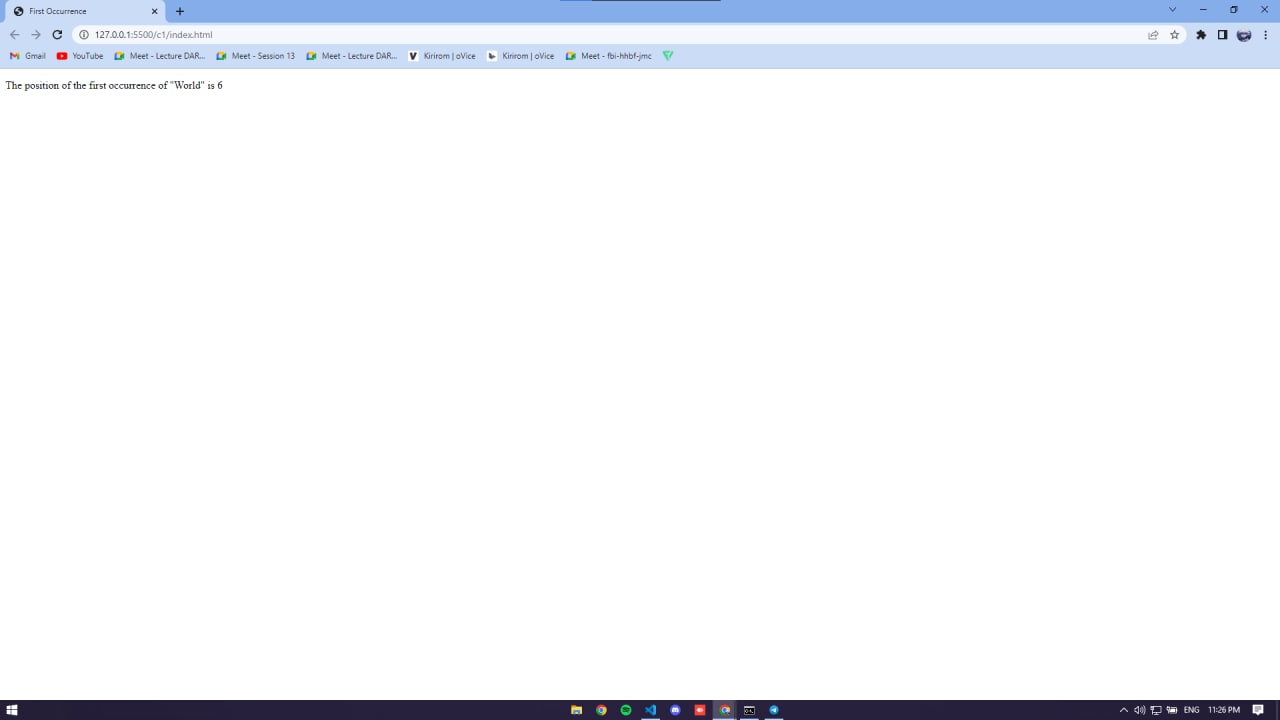 First Occurrence
127.0.0.1:5500/c1/index.html
Gmail YouTube Meet - Lecture DAR... Meet - Session 13 Meet - Lecture DAR... Kirirom | oVice Kirirom | oVice Meet - fbi-hhbf-jmc
The position of the first occurrence of "World" is 6
ENG 11:26 PM